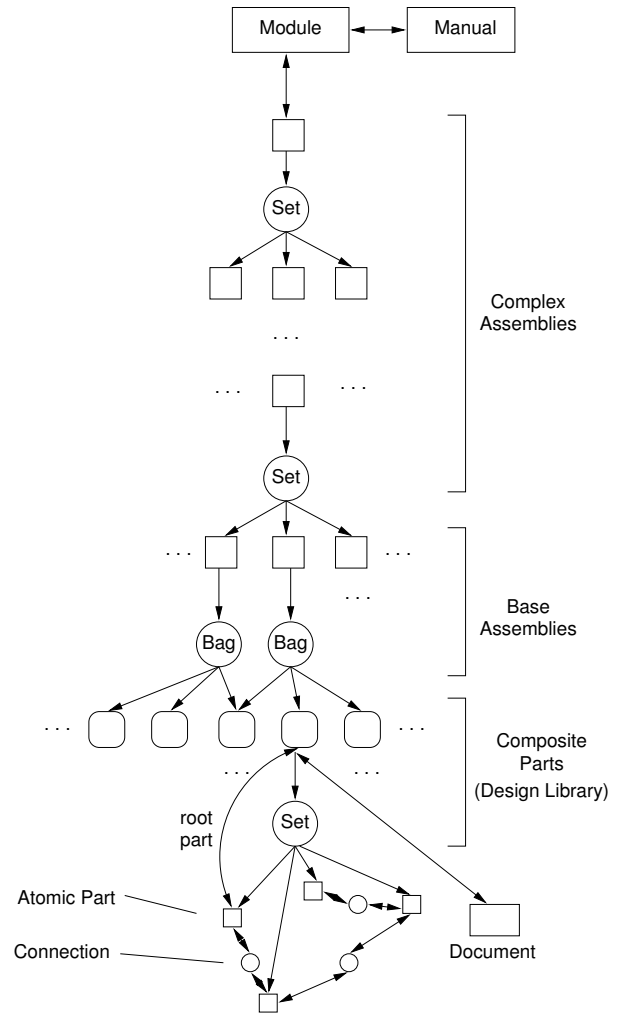 Module
Manual
Set
Complex
Assemblies
. . .
. . .
. . .
Set
. . .
. . .
. . .
Base
Assemblies
Bag
Bag
. . .
. . .
Composite
Parts
(Design Library)
. . .
. . .
root
part
Set
Atomic Part
Connection
Document